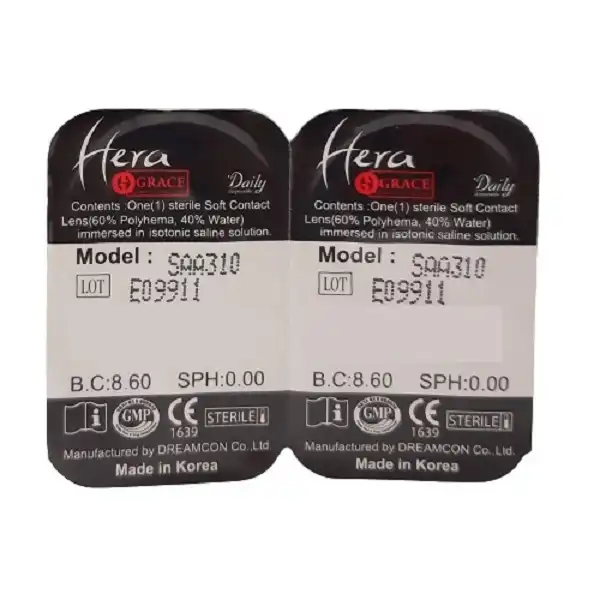 Hera
GRACE
Daily
Contents :One(1) sterile Soft Contact
Lens(60% Polyhema, 40% Water)
immersed in isotonic saline solution.
Model : SAA310
LOT E09911
B.C:8.60 SPH:0.00
i GMP CE 1639 STERILE
Manufactured by DREAMCON Co.,Ltd.
Made in Korea
Hera
GRACE
Daily
Contents :One(1) sterile Soft Contact
Lens(60% Polyhema, 40% Water)
immersed in isotonic saline solution.
Model : SAA310
LOT E09911
B.C:8.60 SPH:0.00
i GMP CE 1639 STERILE
Manufactured by DREAMCON Co.,Ltd.
Made in Korea